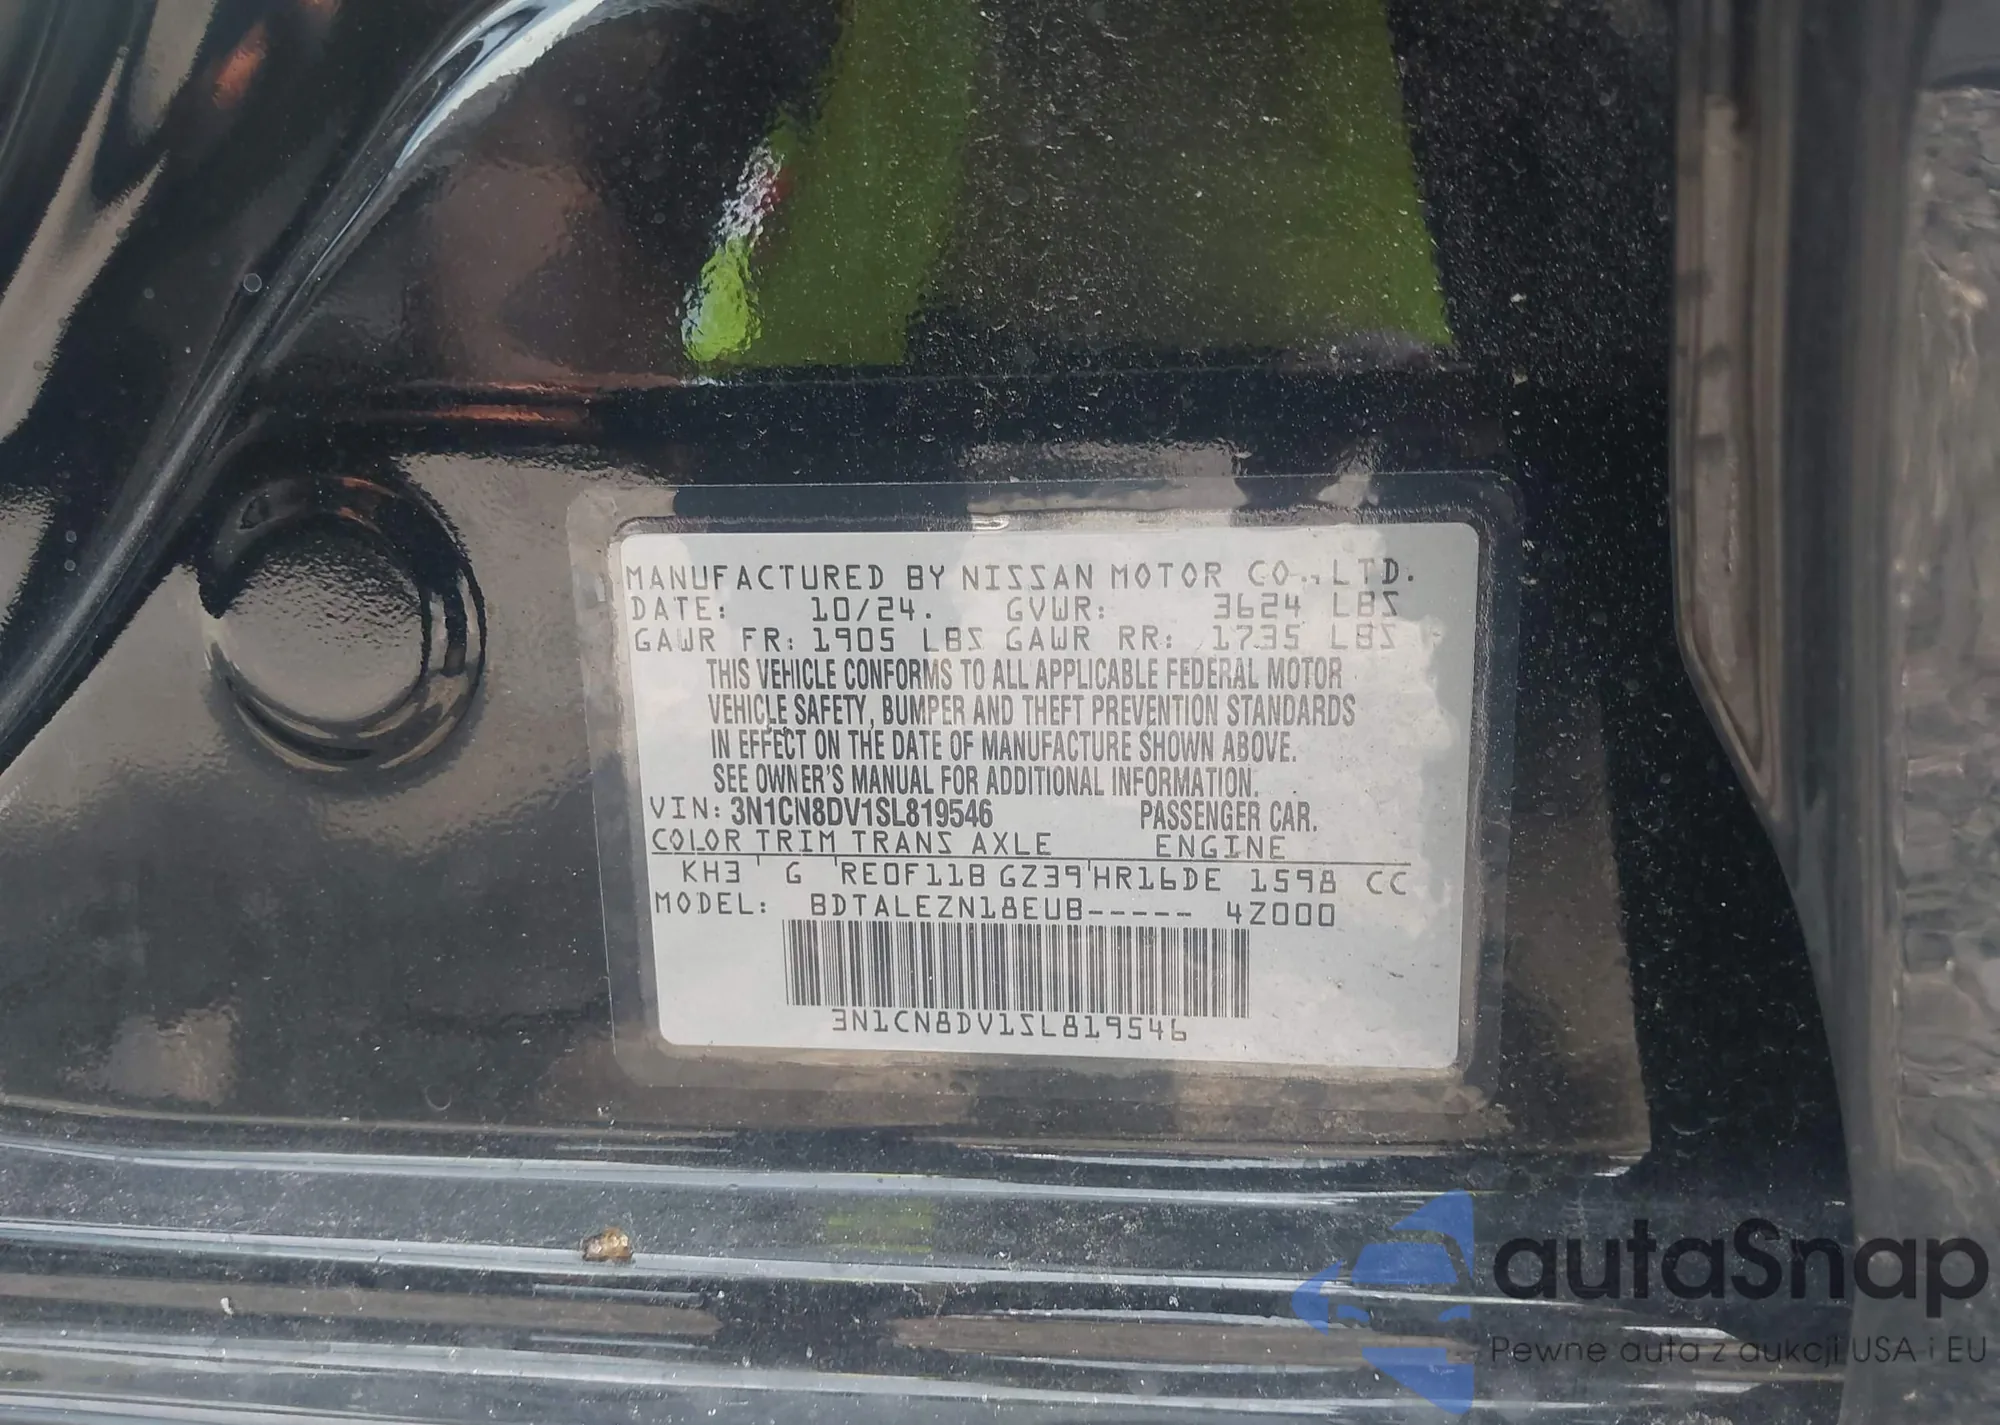 MANUFACTURED BY NISSAN MOTOR CO., LTD.
DATE: 10/24. GVWR: 3624 LBS
GAWR FR: 1905 LBS GAWR RR: 1735 LBS
THIS VEHICLE CONFORMS TO ALL APPLICABLE FEDERAL MOTOR
VEHICLE SAFETY, BUMPER AND THEFT PREVENTION STANDARDS
IN EFFECT ON THE DATE OF MANUFACTURE SHOWN ABOVE.
SEE OWNER'S MANUAL FOR ADDITIONAL INFORMATION.
VIN: 3N1CN8DV1SL819546 PASSENGER CAR.
COLOR TRIM TRANS AXLE ENGINE
KH3 G RE0F11B GZ39 HR16DE 1598 CC
MODEL: BDTALEZN18EUB----- 4Z000
3N1CN8DV1SL819546
autaSnap
Pewne auta z aukcji USA i EU